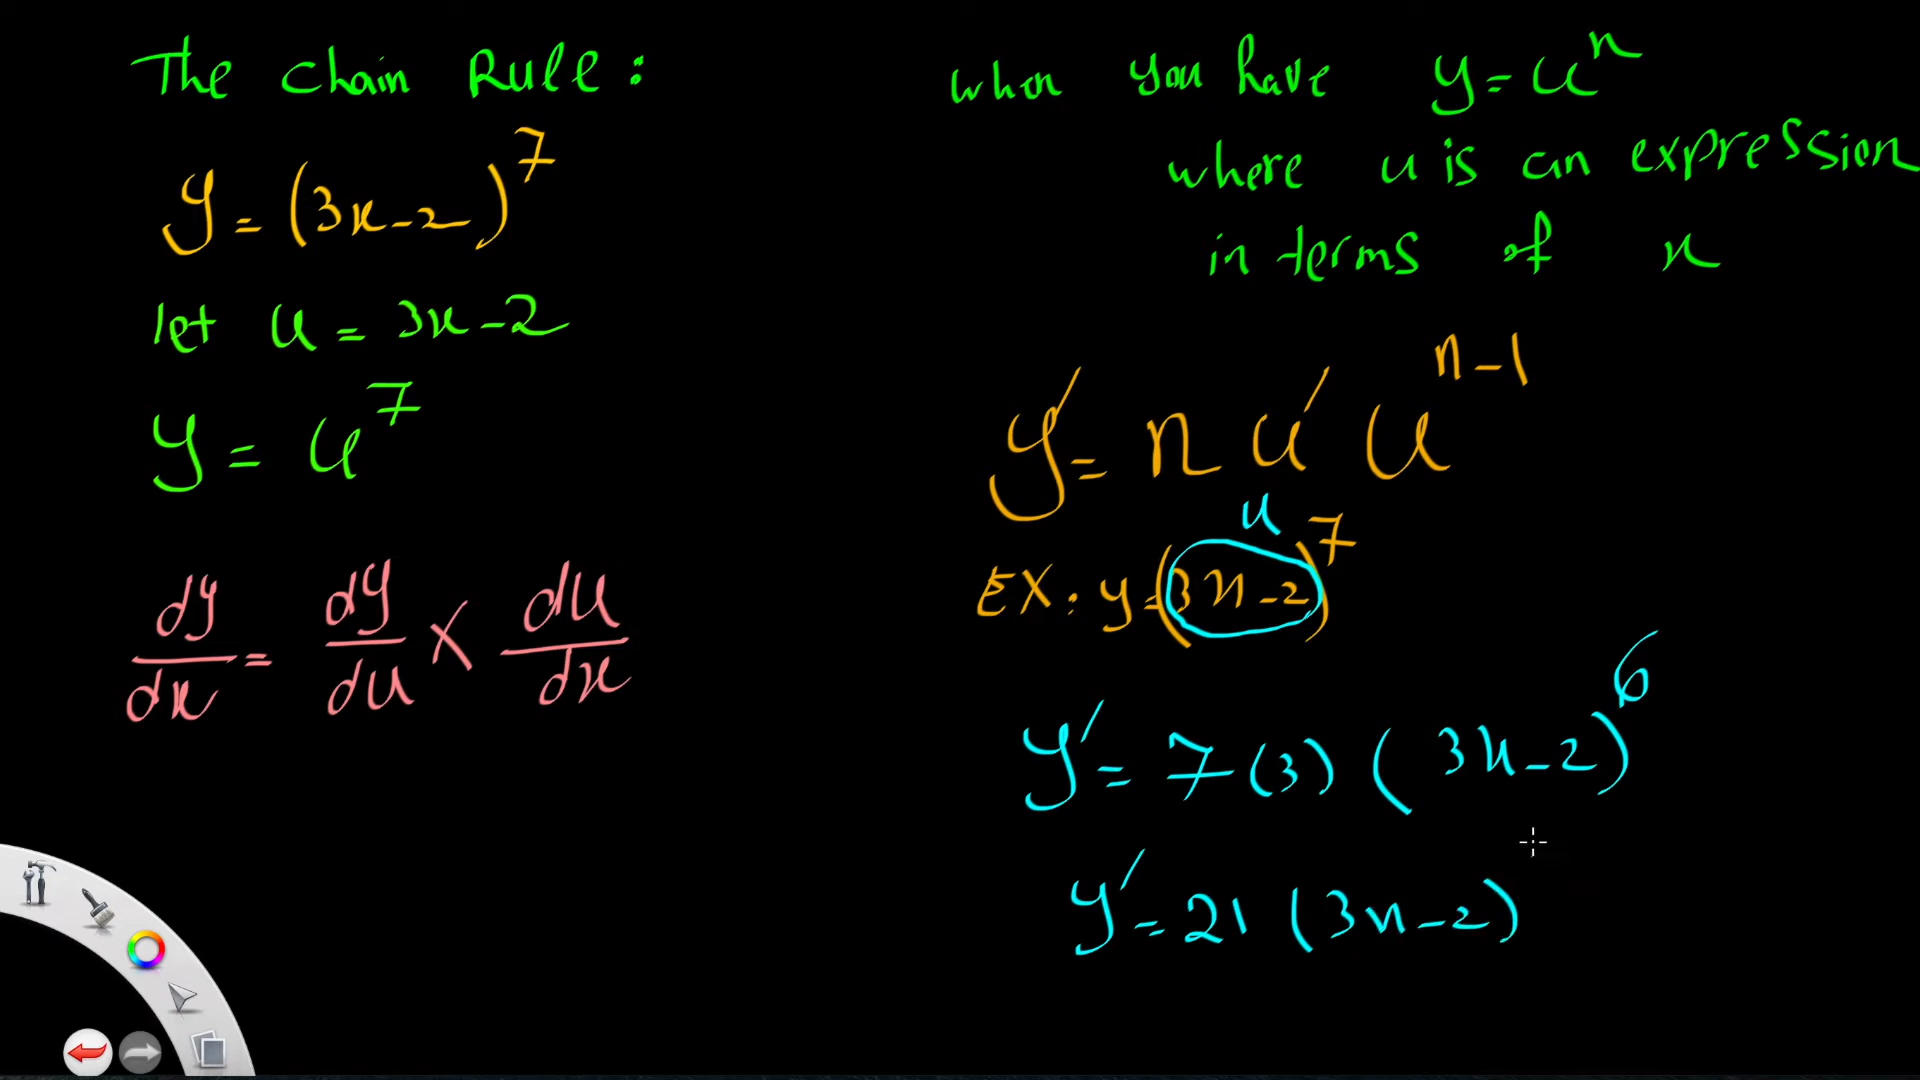 The Chain Rule:
y = (3x-2)^7
let u = 3x-2
y = u^7
dy/dx = dy/du × du/dx
when you have y = u^n
where u is an expression
in terms of x
y' = n u' u^(n-1)
u
EX: y = (3x-2)^7
y' = 7(3)(3x-2)^6
y' = 21(3x-2)